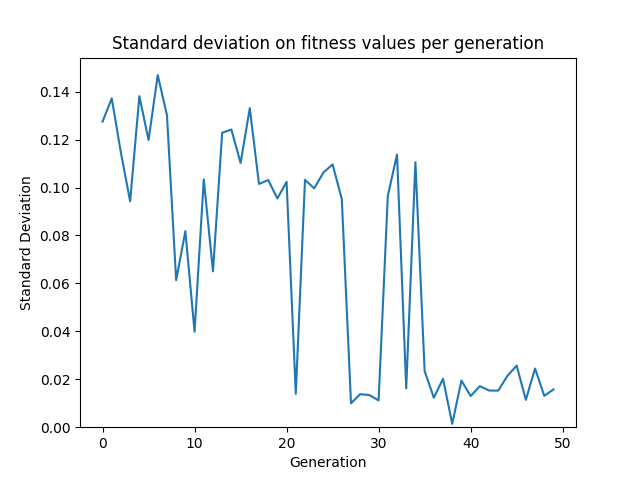 Standard deviation on fitness values per generation
0.14
0.12
0.10
0.08
0.06
0.04
0.02
0.00
Standard Deviation
0 10 20 30 40 50
Generation